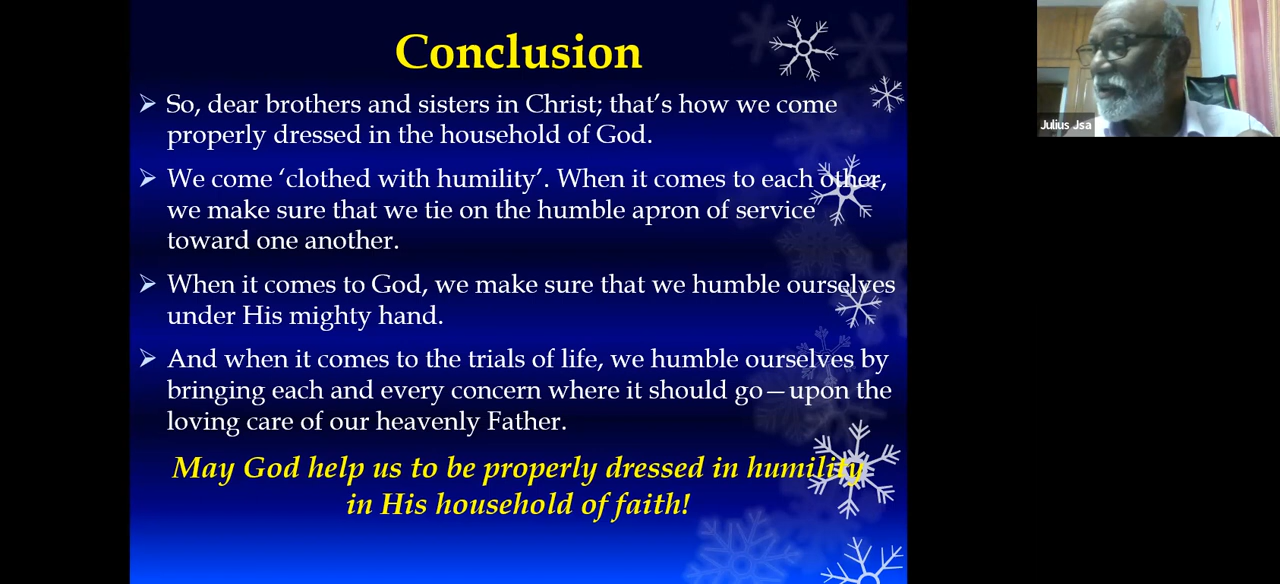 Conclusion
So, dear brothers and sisters in Christ; that's how we come
properly dressed in the household of God.
We come ‘clothed with humility’. When it comes to each other,
we make sure that we tie on the humble apron of service
toward one another.
When it comes to God, we make sure that we humble ourselves
under His mighty hand.
And when it comes to the trials of life, we humble ourselves by
bringing each and every concern where it should go—upon the
loving care of our heavenly Father.
May God help us to be properly dressed in humility
in His household of faith!
Julius Jsa